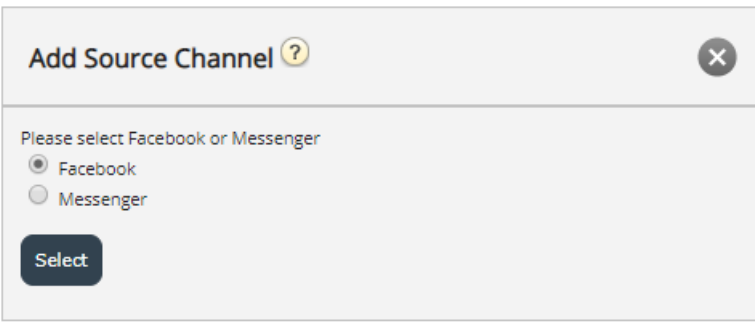 Add Source Channel ?
Please select Facebook or Messenger
Facebook
Messenger
Select